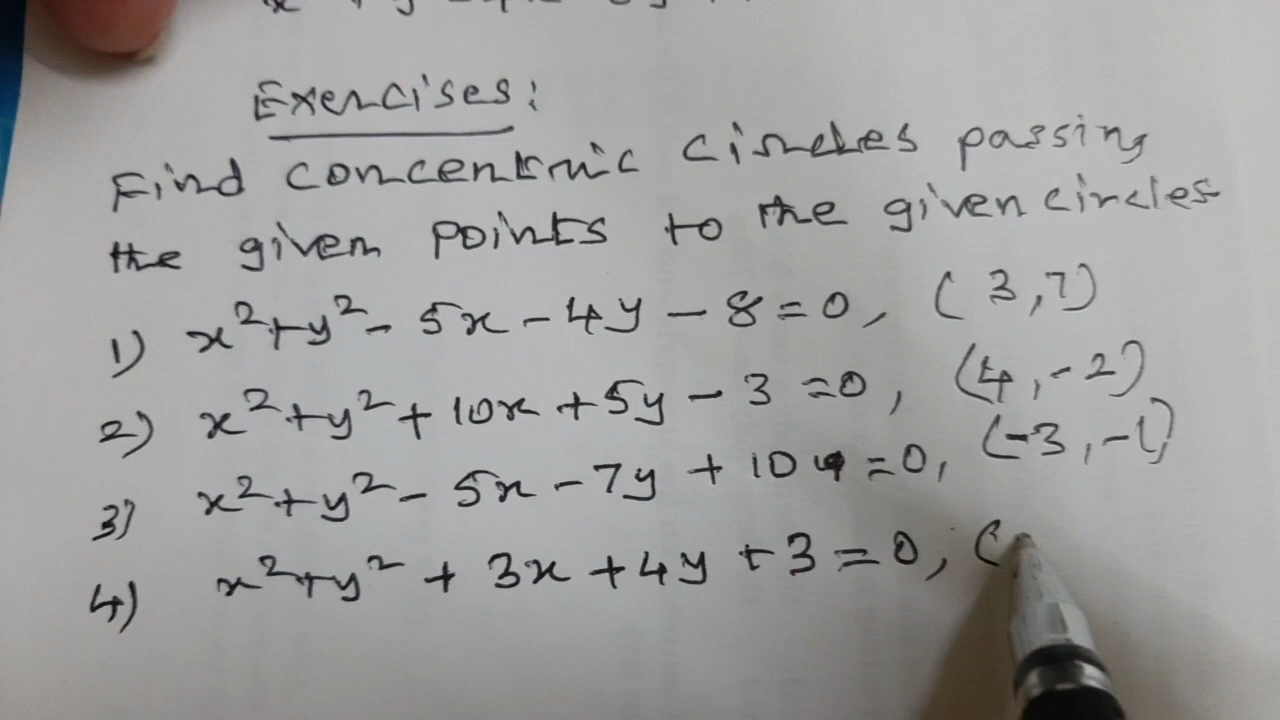 Exercises:
Find concentric circles passing
the given points to the given circles
1) x²+y²- 5x - 4y - 8 = 0, (3,7)
2) x²+y²+ 10x + 5y - 3 = 0, (4,-2)
3) x²+y²- 5x - 7y + 10 = 0, (-3,-1)
4) x²+y² + 3x + 4y + 3 = 0, (